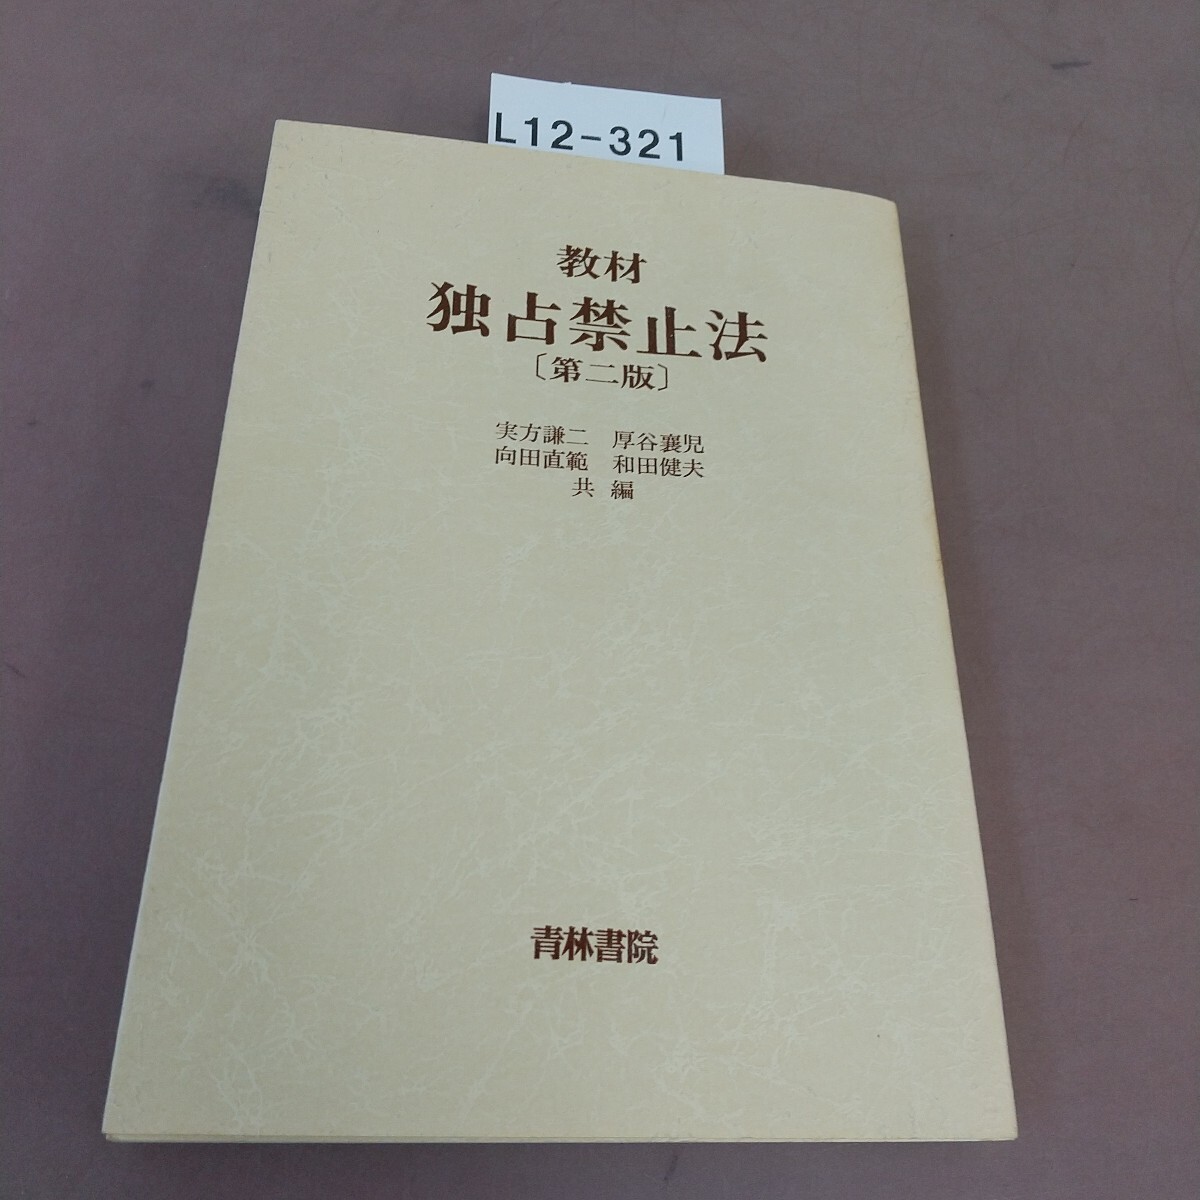 L12-321
教材
独占禁止法
〔第二版〕
実方謙二 厚谷襄児
向田直範 和田健夫
共編
青林書院